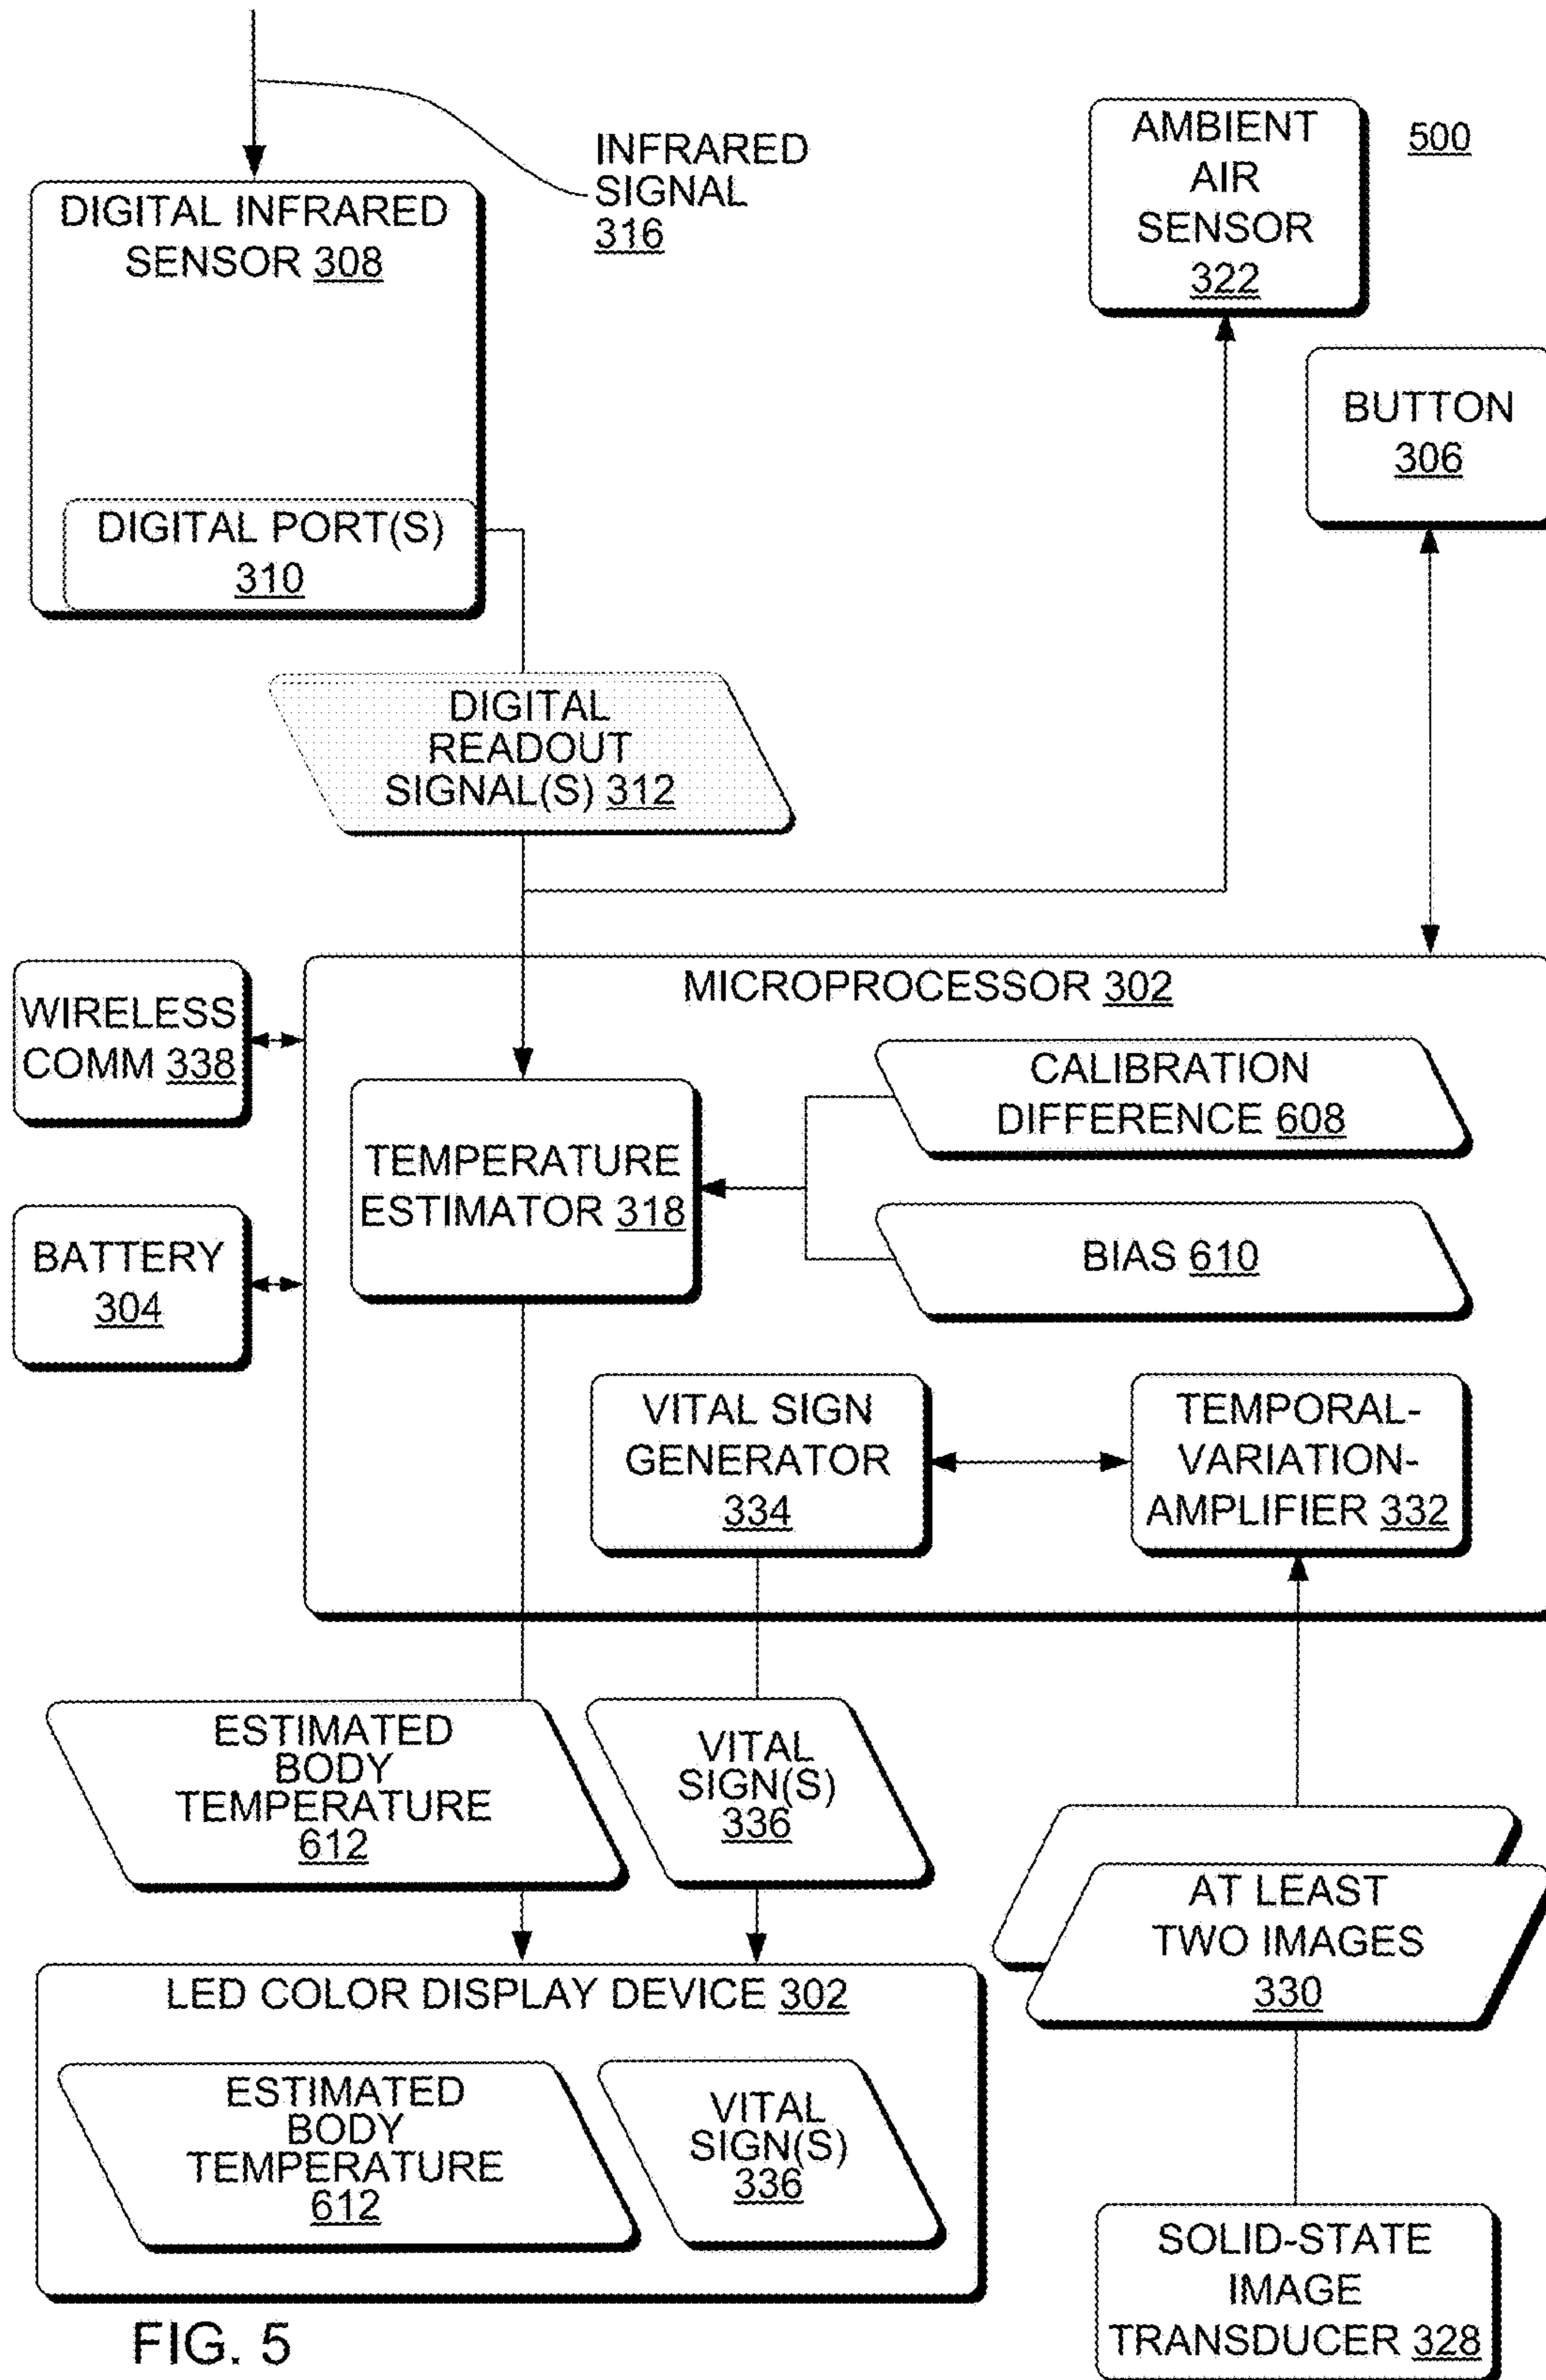 INFRARED
SIGNAL
316
AMBIENT
AIR
SENSOR
322
500
DIGITAL INFRARED
SENSOR 308
BUTTON
306
DIGITAL PORT(S)
310
DIGITAL
READOUT
SIGNAL(S) 312
MICROPROCESSOR 302
WIRELESS
COMM 338
CALIBRATION
DIFFERENCE 608
TEMPERATURE
ESTIMATOR 318
BATTERY
304
BIAS 610
VITAL SIGN
GENERATOR
334
TEMPORAL-
VARIATION-
AMPLIFIER 332
ESTIMATED
BODY
TEMPERATURE
612
VITAL
SIGN(S)
336
AT LEAST
TWO IMAGES
330
LED COLOR DISPLAY DEVICE 302
ESTIMATED
BODY
TEMPERATURE
612
VITAL
SIGN(S)
336
SOLID-STATE
IMAGE
TRANSDUCER 328
FIG. 5